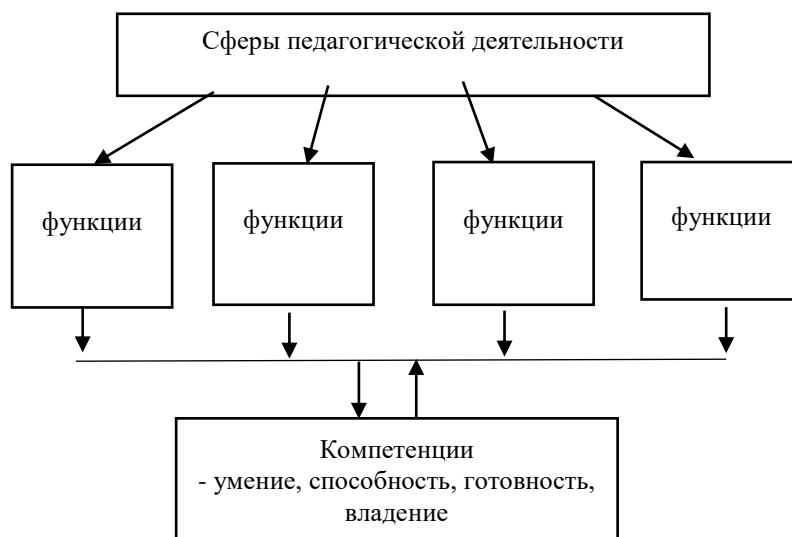 Сферы педагогической деятельности
функции
функции
функции
функции
Компетенции
- умение, способность, готовность,
владение